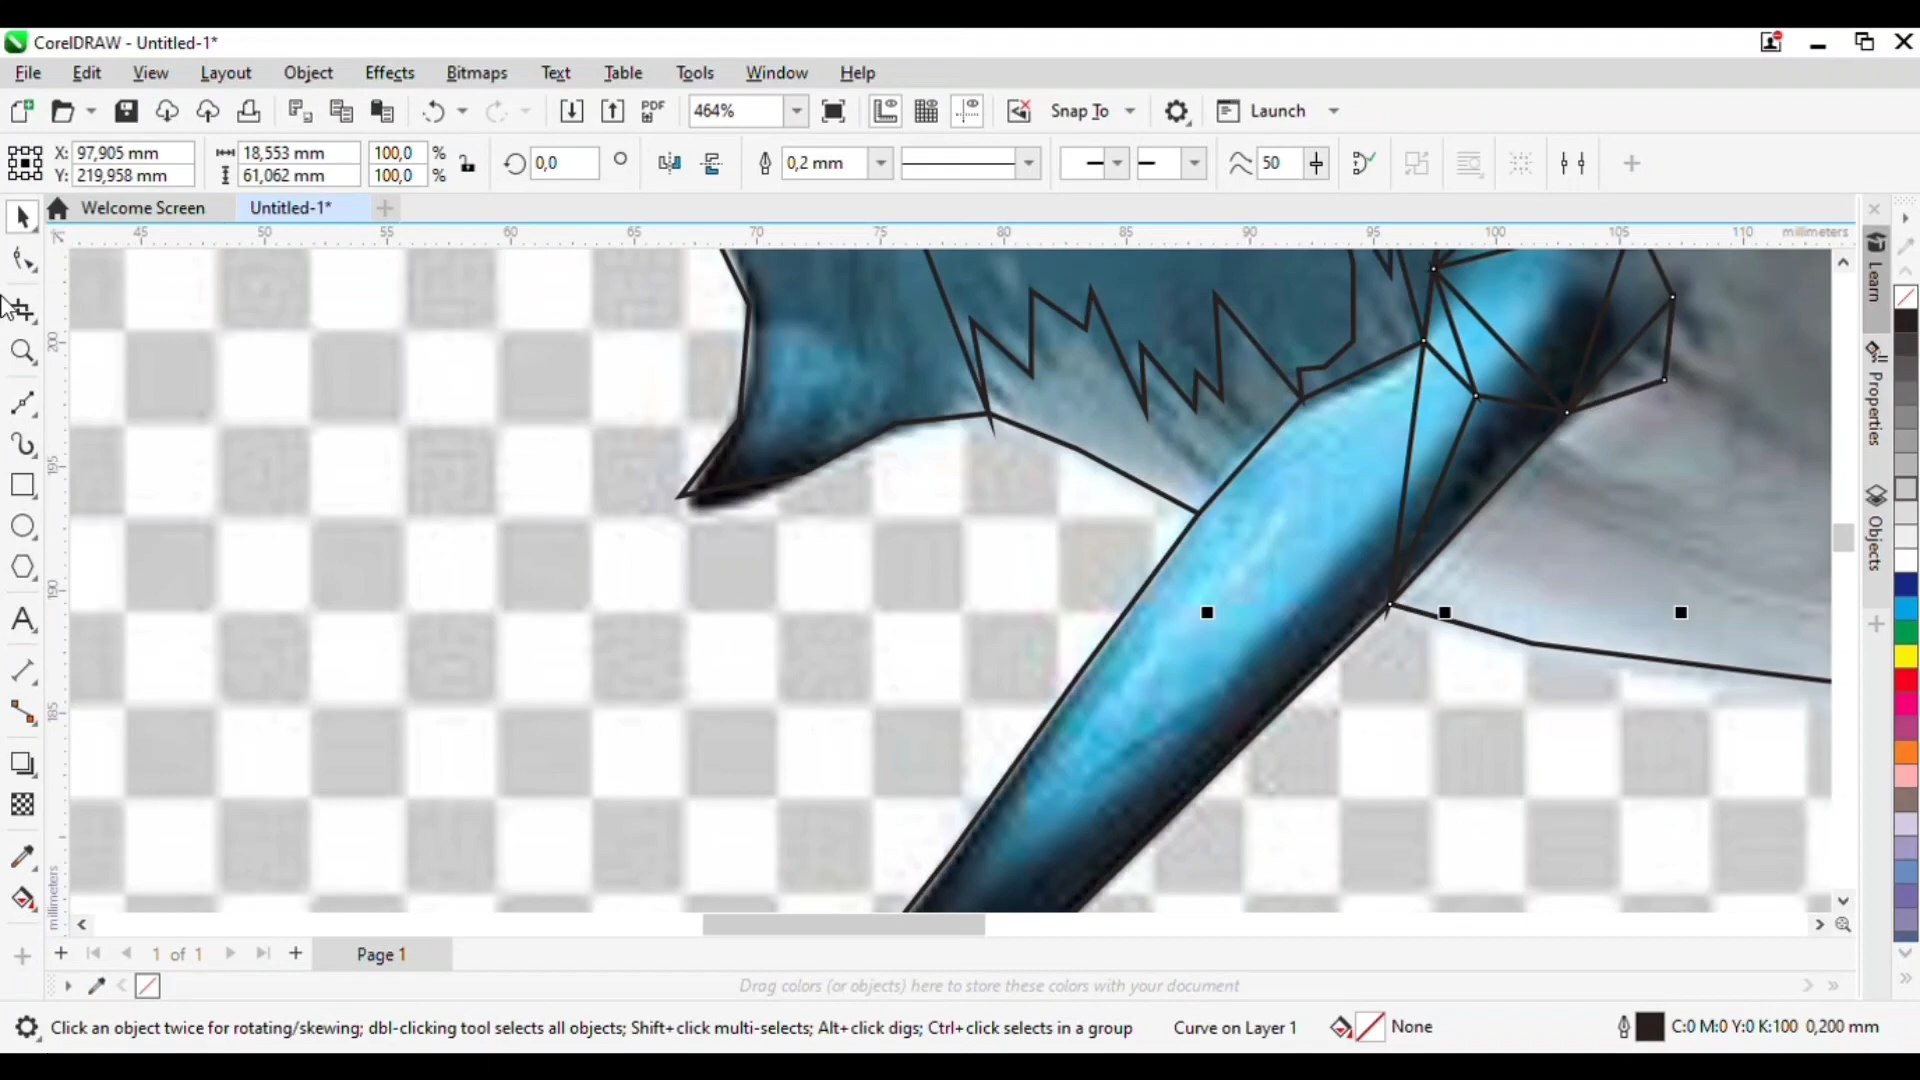 CorelDRAW - Untitled-1*
File Edit View Layout Object Effects Bitmaps Text Table Tools Window Help
PDF 464% Snap To Launch
X: 97,905 mm 18,553 mm 100,0 %
Y: 219,958 mm 61,062 mm 100,0 %
0,0 ° 0,2 mm 50
Welcome Screen Untitled-1*
45 50 55 60 65 70 75 80 85 90 95 100 105 110 millimeters
200
195
190
185
millimeters
Learn
Properties
Objects
1 of 1 Page 1
Drag colors (or objects) here to store these colors with your document
Click an object twice for rotating/skewing; dbl-clicking tool selects all objects; Shift+click multi-selects; Alt+click digs; Ctrl+click selects in a group Curve on Layer 1 None C:0 M:0 Y:0 K:100 0,200 mm